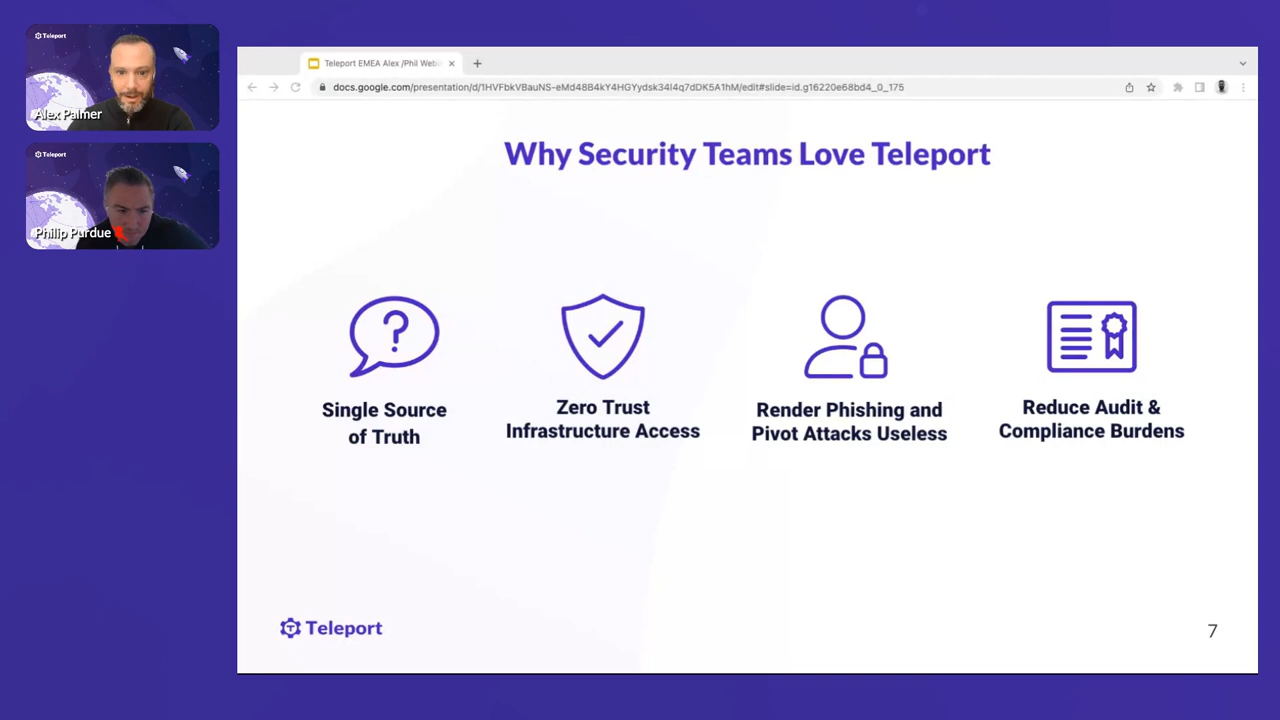 Teleport
Alex Palmer
Teleport
Philip Purdue
Teleport EMEA Alex /Phil Webi
docs.google.com/presentation/d/1HVFbkVBauNS-eMd48B4kY4HGYydsk34l4q7dDK5A1hM/edit#slide=id.g16220e68bd4_0_175
Why Security Teams Love Teleport
Single Source
of Truth
Zero Trust
Infrastructure Access
Render Phishing and
Pivot Attacks Useless
Reduce Audit &
Compliance Burdens
Teleport
7